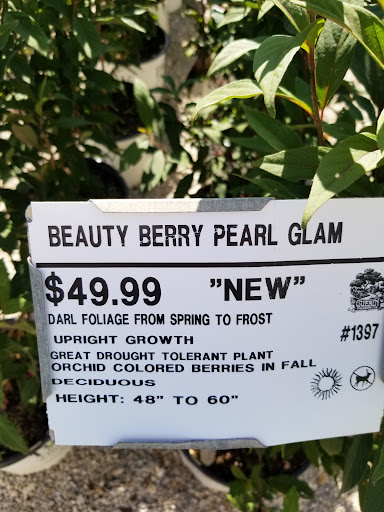 BEAUTY BERRY PEARL GLAM
$49.99 "NEW"
DARL FOLIAGE FROM SPRING TO FROST
UPRIGHT GROWTH
#1397
GREAT DROUGHT TOLERANT PLANT
ORCHID COLORED BERRIES IN FALL
DECIDUOUS
HEIGHT: 48" TO 60"